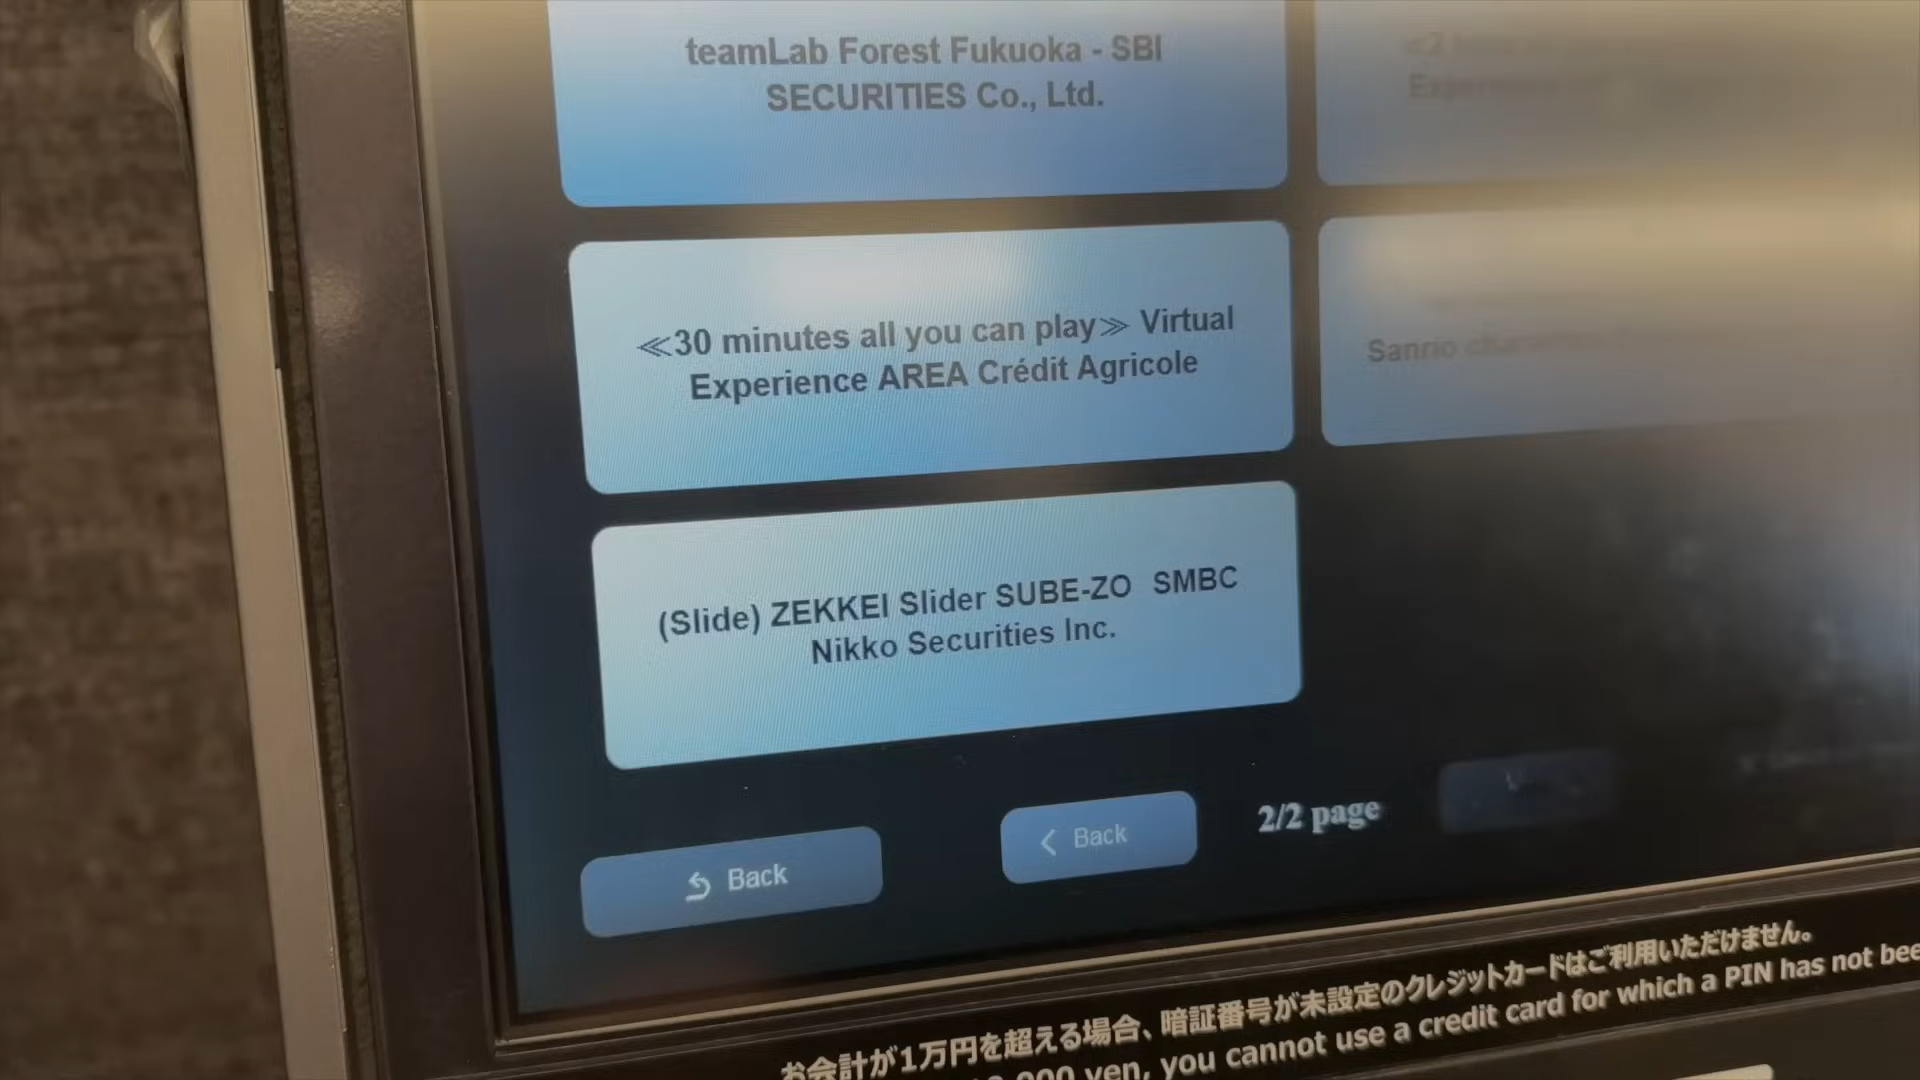 teamLab Forest Fukuoka - SBI
SECURITIES Co., Ltd.
≪30 minutes all you can play≫ Virtual
Experience AREA Crédit Agricole
Sanrio
(Slide) ZEKKEI Slider SUBE-ZO SMBC
Nikko Securities Inc.
Back
Back
2/2 page
お会計が1万円を超える場合、暗証番号が未設定のクレジットカードはご利用いただけません。
000 yen, you cannot use a credit card for which a PIN has not bee